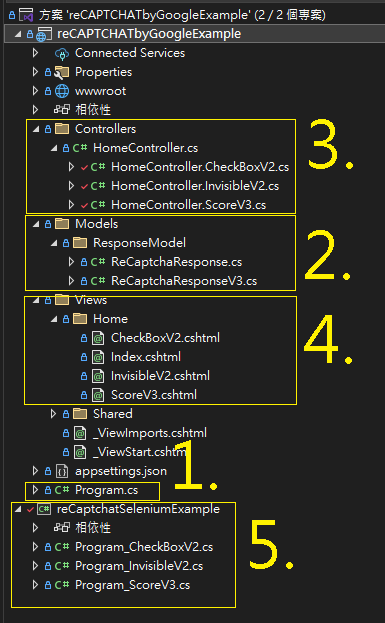 方案 'reCAPTCHAbyGoogleExample' (2 / 2 個專案)
reCAPTCHATbyGoogleExample
Connected Services
Properties
wwwroot
相依性
Controllers
HomeController.cs
HomeController.CheckBoxV2.cs
HomeController.InvisibleV2.cs
HomeController.ScoreV3.cs
3.
Models
ResponseModel
ReCaptchaResponse.cs
ReCaptchaResponseV3.cs
2.
Views
Home
CheckBoxV2.cshtml
Index.cshtml
InvisibleV2.cshtml
ScoreV3.cshtml
4.
Shared
_ViewImports.cshtml
_ViewStart.cshtml
appsettings.json
Program.cs
1.
reCaptchatSeleniumExample
相依性
Program_CheckBoxV2.cs
Program_InvisibleV2.cs
Program_ScoreV3.cs
5.